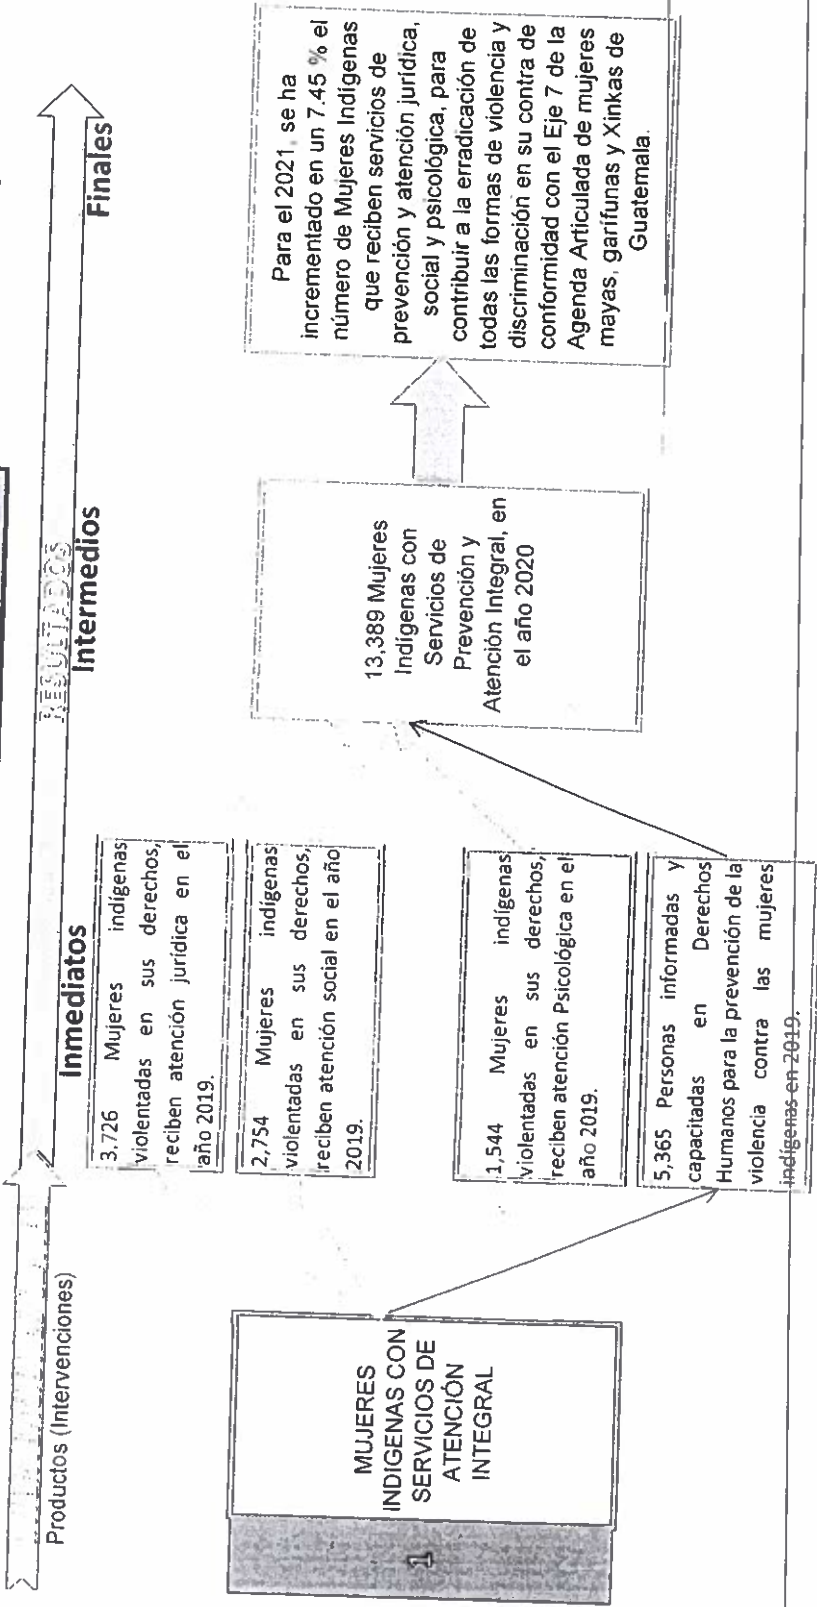 RESULTADOS
Productos (Intervenciones)
Inmediatos
Intermedios
Finales
1
MUJERES
INDIGENAS CON
SERVICIOS DE
ATENCIÓN
INTEGRAL
3,726 Mujeres indígenas
violentadas en sus derechos,
reciben atención jurídica en el
año 2019.
2,754 Mujeres indígenas
violentadas en sus derechos,
reciben atención social en el año
2019.
1,544 Mujeres indígenas
violentadas en sus derechos,
reciben atención Psicológica en el
año 2019.
5,365 Personas informadas y
capacitadas en Derechos
Humanos para la prevención de la
violencia contra las mujeres
indígenas en 2019.
13,389 Mujeres
Indígenas con
Servicios de
Prevención y
Atención Integral, en
el año 2020
Para el 2021, se ha
incrementado en un 7.45 % el
número de Mujeres Indígenas
que reciben servicios de
prevención y atención jurídica,
social y psicológica, para
contribuir a la erradicación de
todas las formas de violencia y
discriminación en su contra de
conformidad con el Eje 7 de la
Agenda Articulada de mujeres
mayas, garífunas y Xinkas de
Guatemala.